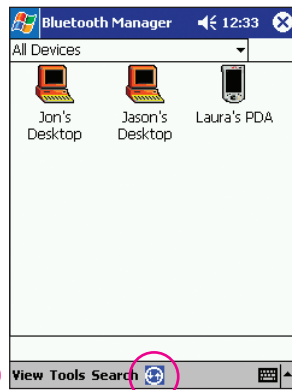 Bluetooth Manager 12:33
All Devices
Jon's Desktop
Jason's Desktop
Laura's PDA
View Tools Search